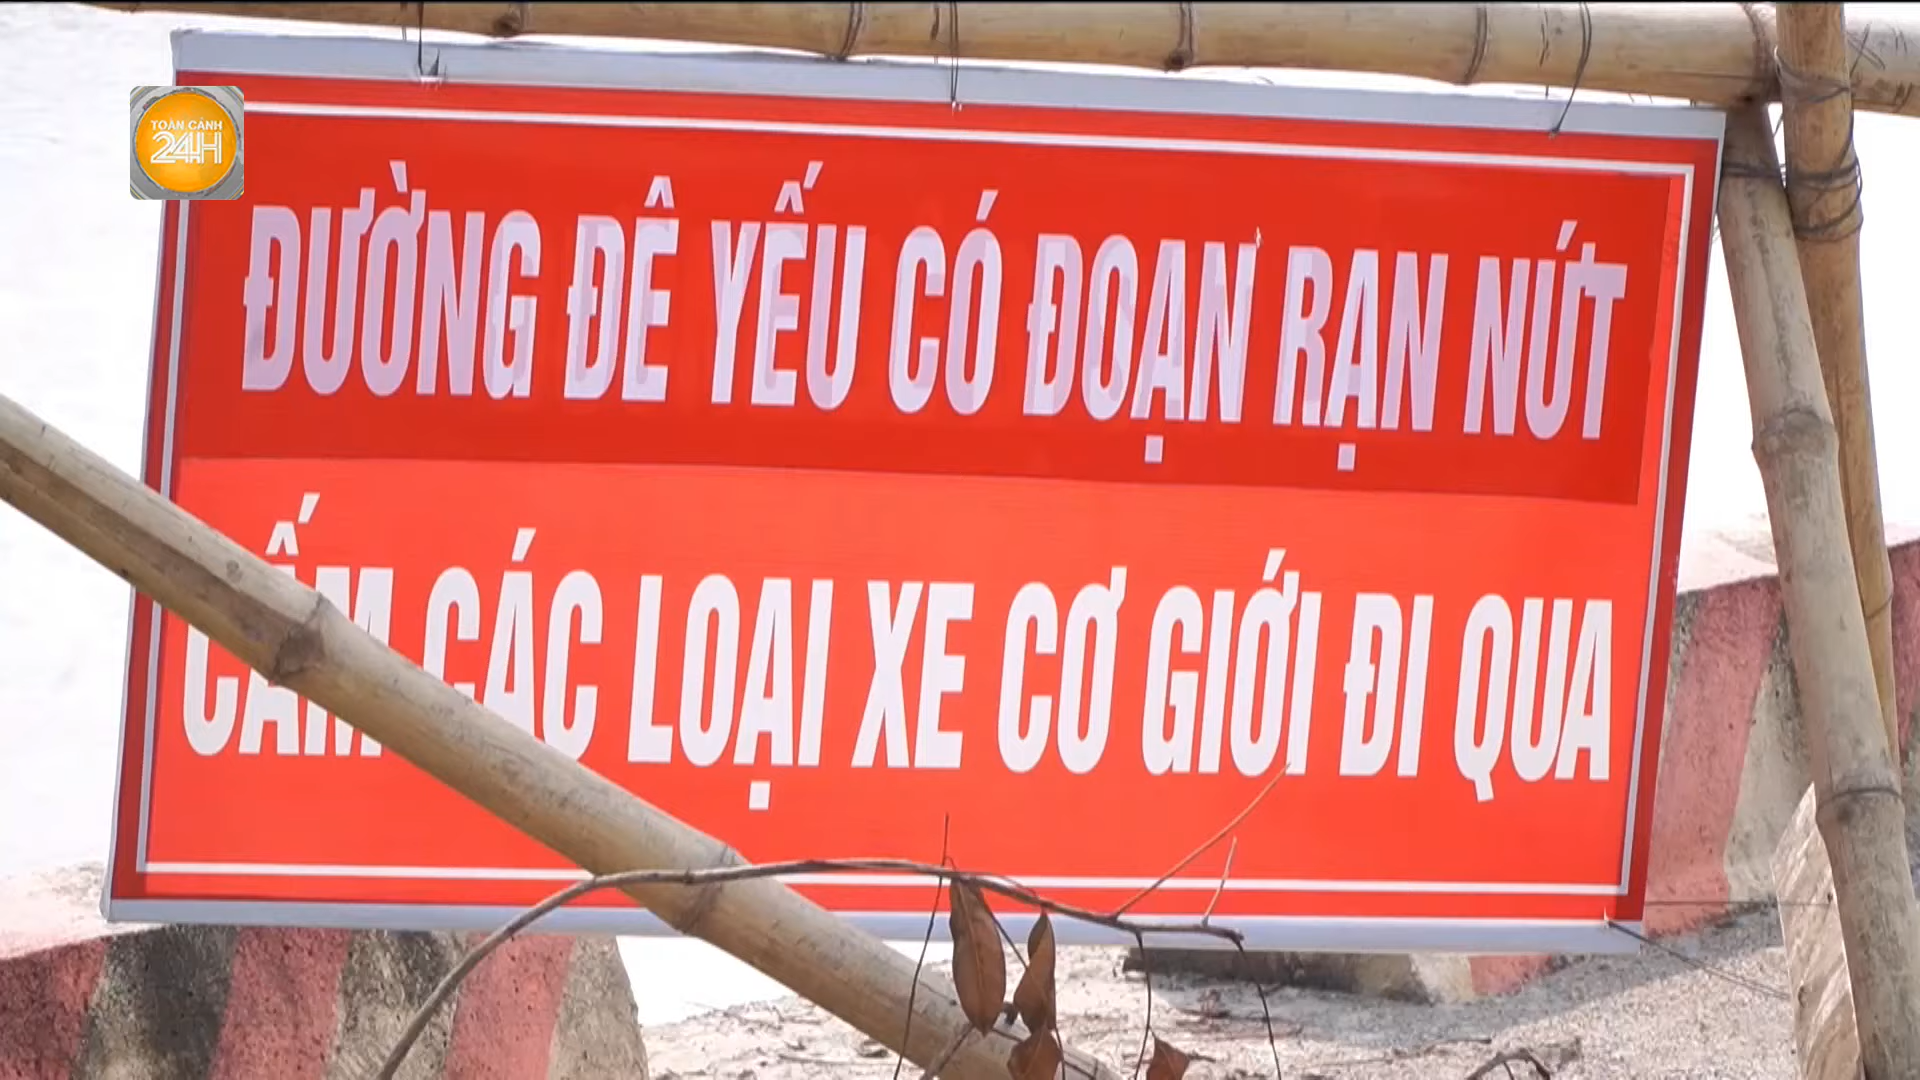 TOÀN CẢNH
24H
ĐƯỜNG ĐÊ YẾU CÓ ĐOẠN RẠN NỨT
CẤM CÁC LOẠI XE CƠ GIỚI ĐI QUA